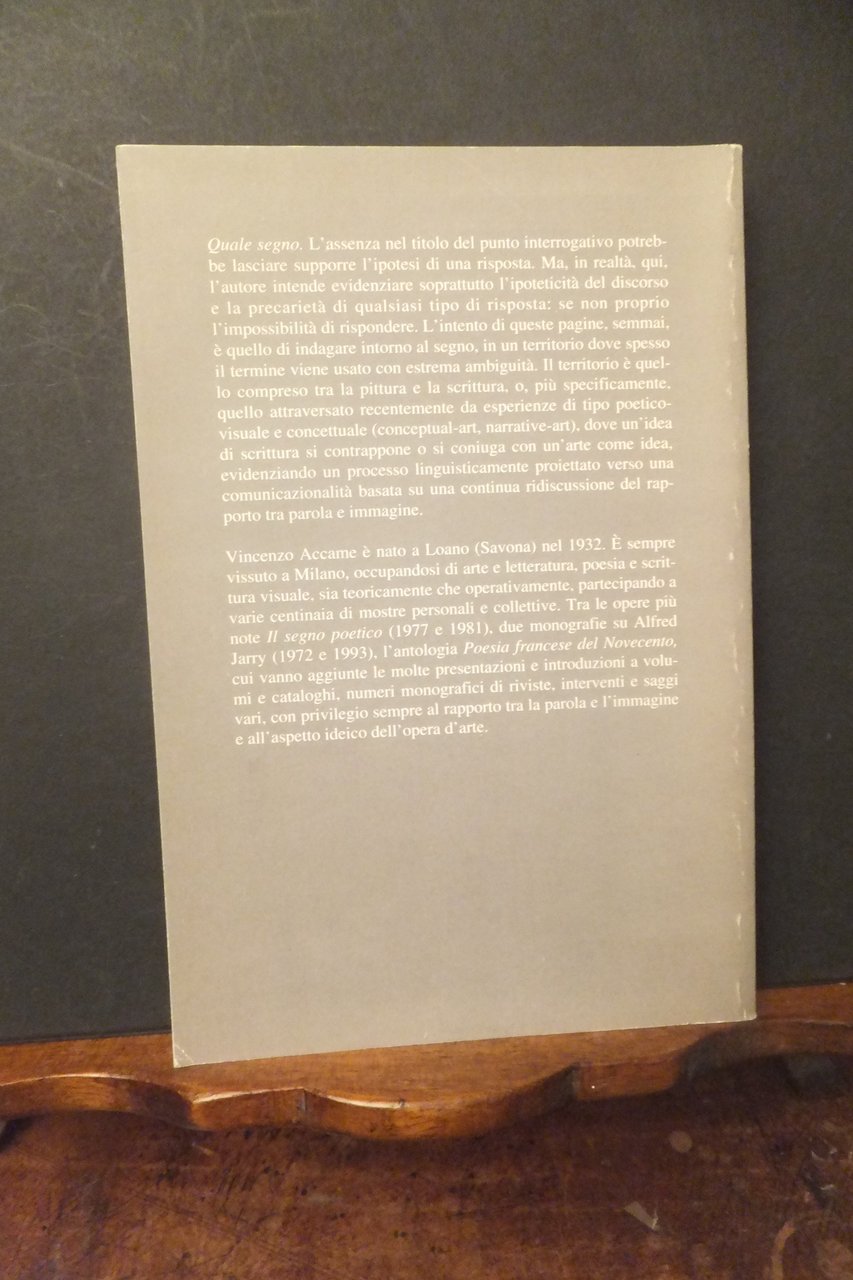 Quale segno. L'assenza nel titolo del punto interrogativo potreb-
be lasciare supporre l'ipotesi di una risposta. Ma, in realtà, qui,
l'autore intende evidenziare soprattutto l'ipoteticità del discorso
e la precarietà di qualsiasi tipo di risposta: se non proprio
l'impossibilità di rispondere. L'intento di queste pagine, semmai,
è quello di indagare intorno al segno, in un territorio dove spesso
il termine viene usato con estrema ambiguità. Il territorio è quel-
lo compreso tra la pittura e la scrittura, o, più specificamente,
quello attraversato recentemente da esperienze di tipo poetico-
visuale e concettuale (conceptual-art, narrative-art), dove un'idea
di scrittura si contrappone o si coniuga con un'arte come idea,
evidenziando un processo linguisticamente proiettato verso una
comunicazionalità basata su una continua ridiscussione del rap-
porto tra parola e immagine.
Vincenzo Accame è nato a Loano (Savona) nel 1932. È sempre
vissuto a Milano, occupandosi di arte e letteratura, poesia e scrit-
tura visuale, sia teoricamente che operativamente, partecipando a
varie centinaia di mostre personali e collettive. Tra le opere più
note Il segno poetico (1977 e 1981), due monografie su Alfred
Jarry (1972 e 1993), l'antologia Poesia francese del Novecento,
cui vanno aggiunte le molte presentazioni e introduzioni a volu-
mi e cataloghi, numeri monografici di riviste, interventi e saggi
vari, con privilegio sempre al rapporto tra la parola e l'immagine
e all'aspetto ideico dell'opera d'arte.